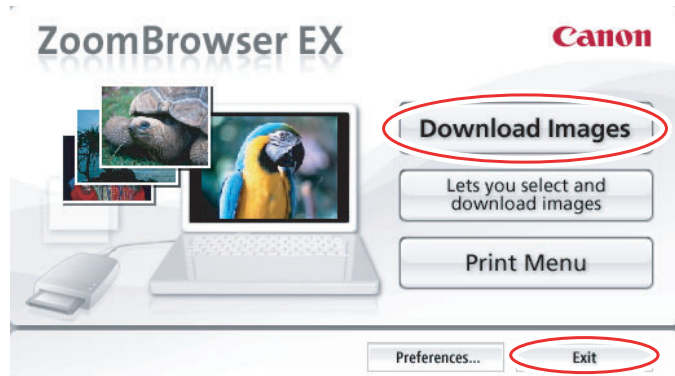 ZoomBrowser EX
Canon
Download Images
Lets you select and
download images
Print Menu
Preferences...
Exit